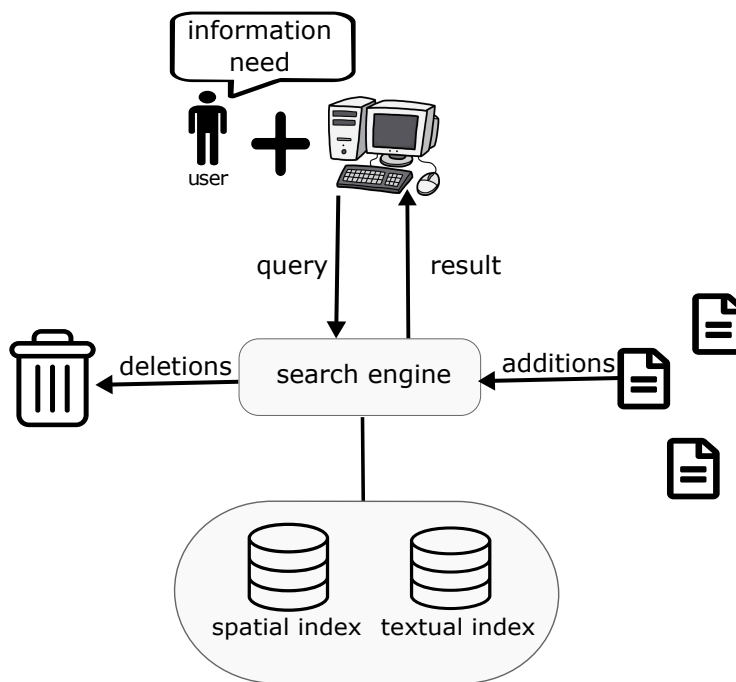 information
need
user
query
result
deletions
search engine
additions
spatial index
textual index